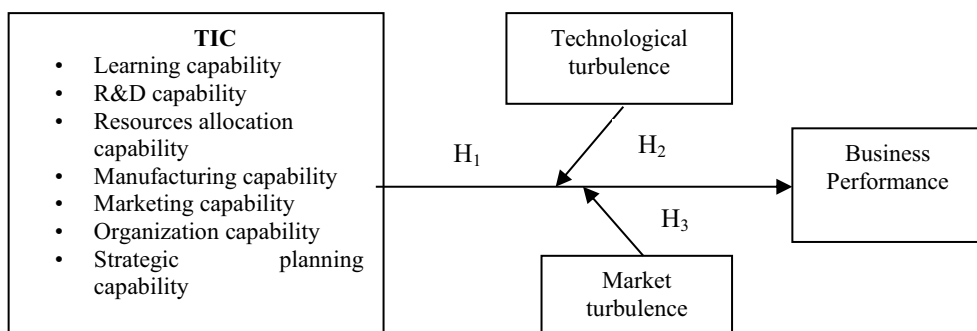 TIC
• Learning capability
• R&D capability
• Resources allocation
capability
• Manufacturing capability
• Marketing capability
• Organization capability
• Strategic planning
capability
Technological
turbulence
H₁
H₂
Business
Performance
H₃
Market
turbulence